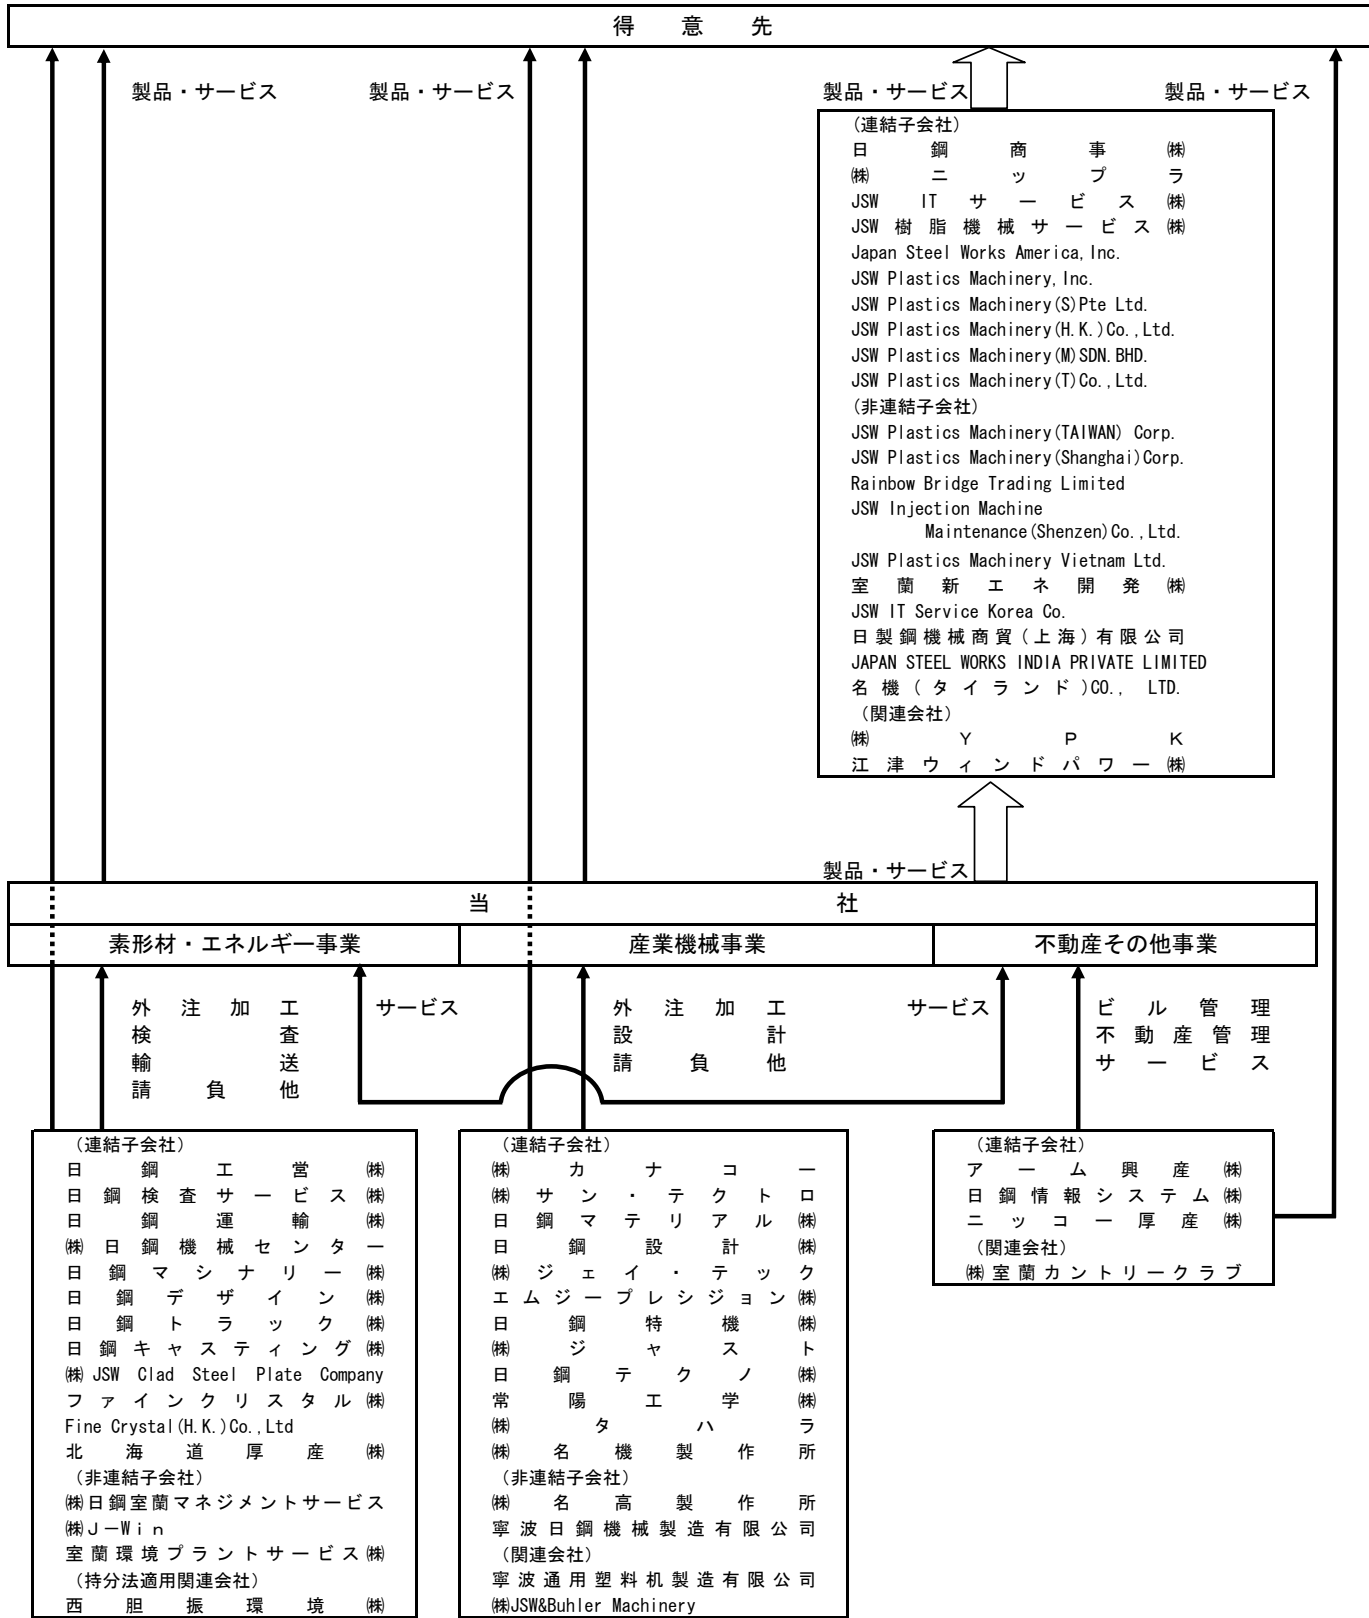 得意先
製品・サービス
製品・サービス
製品・サービス
製品・サービス
（連結子会社）
日鋼商事㈱
㈱ニップラ
JSW ITサービス㈱
JSW樹脂機械サービス㈱
Japan Steel Works America,Inc.
JSW Plastics Machinery,Inc.
JSW Plastics Machinery(S)Pte Ltd.
JSW Plastics Machinery(H.K.)Co.,Ltd.
JSW Plastics Machinery(M)SDN.BHD.
JSW Plastics Machinery(T)Co.,Ltd.
（非連結子会社）
JSW Plastics Machinery(TAIWAN) Corp.
JSW Plastics Machinery(Shanghai)Corp.
Rainbow Bridge Trading Limited
JSW Injection Machine
Maintenance(Shenzen)Co.,Ltd.
JSW Plastics Machinery Vietnam Ltd.
室蘭新エネ開発㈱
JSW IT Service Korea Co.
日製鋼機械商貿(上海)有限公司
JAPAN STEEL WORKS INDIA PRIVATE LIMITED
名機(タイランド)CO., LTD.
（関連会社）
㈱YPK
江津ウィンドパワー㈱
製品・サービス
当社
素形材・エネルギー事業
産業機械事業
不動産その他事業
外注加工
検査
輸送
請負他
サービス
外注加工
設計
請負他
サービス
ビル管理
不動産管理
サービス
（連結子会社）
日鋼工営㈱
日鋼検査サービス㈱
日鋼運輸㈱
㈱日鋼機械センター
日鋼マシナリー㈱
日鋼デザイン㈱
日鋼トラック㈱
日鋼キャスティング㈱
㈱JSW Clad Steel Plate Company
ファインクリスタル㈱
Fine Crystal(H.K.)Co.,Ltd
北海道厚産㈱
（非連結子会社）
㈱日鋼室蘭マネジメントサービス
㈱J－Win
室蘭環境プラントサービス㈱
（持分法適用関連会社）
西胆振環境㈱
（連結子会社）
㈱カナコー
㈱サン・テクトロ
日鋼マテリアル㈱
日鋼設計㈱
㈱ジェイ・テック
エムジープレシジョン㈱
日鋼特機㈱
㈱ジャスト
日鋼テクノ㈱
常陽工学㈱
㈱タハラ
㈱名機製作所
（非連結子会社）
㈱名高製作所
寧波日鋼機械製造有限公司
（関連会社）
寧波通用塑料机製造有限公司
㈱JSW&Buhler Machinery
（連結子会社）
アーム興産㈱
日鋼情報システム㈱
ニッコー厚産㈱
（関連会社）
㈱室蘭カントリークラブ